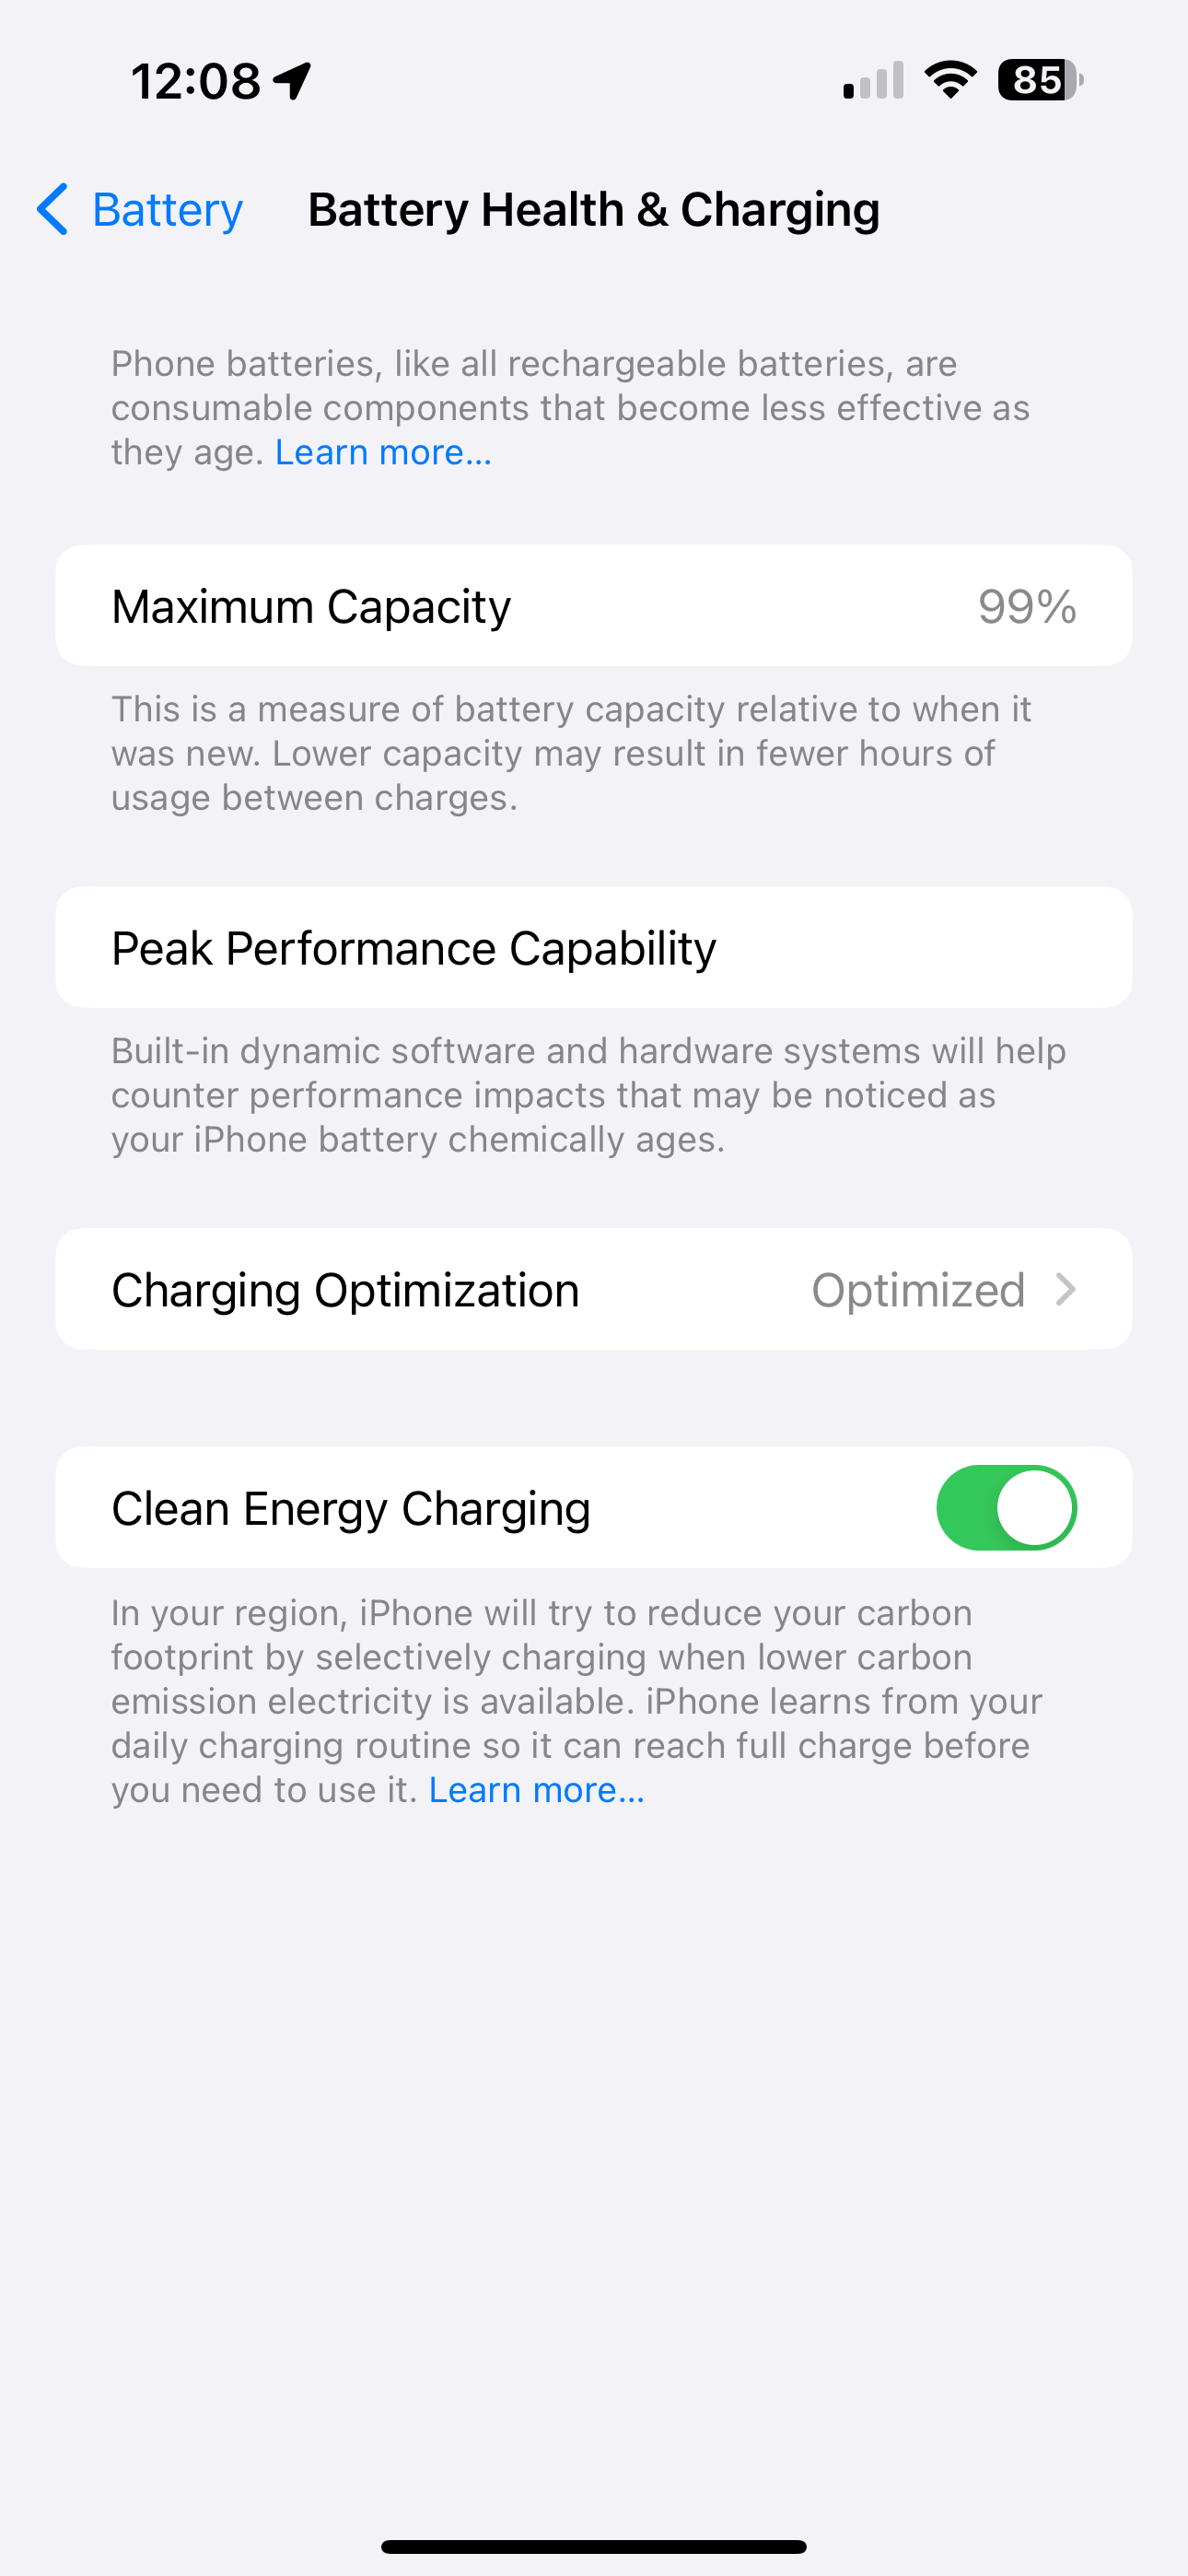 12:08
85
Battery
Battery Health & Charging
Phone batteries, like all rechargeable batteries, are
consumable components that become less effective as
they age. Learn more...
Maximum Capacity 99%
This is a measure of battery capacity relative to when it
was new. Lower capacity may result in fewer hours of
usage between charges.
Peak Performance Capability
Built-in dynamic software and hardware systems will help
counter performance impacts that may be noticed as
your iPhone battery chemically ages.
Charging Optimization Optimized
Clean Energy Charging
In your region, iPhone will try to reduce your carbon
footprint by selectively charging when lower carbon
emission electricity is available. iPhone learns from your
daily charging routine so it can reach full charge before
you need to use it. Learn more...